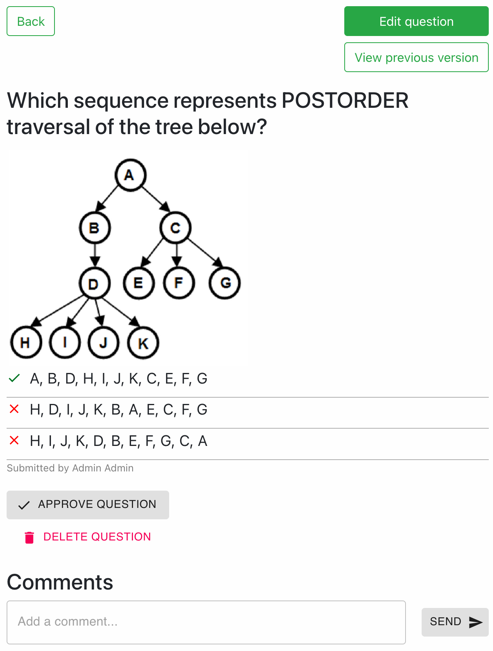 Back
Edit question
View previous version
Which sequence represents POSTORDER
traversal of the tree below?
A
B
C
D
E
F
G
H
I
J
K
A, B, D, H, I, J, K, C, E, F, G
H, D, I, J, K, B, A, E, C, F, G
H, I, J, K, D, B, E, F, G, C, A
Submitted by Admin Admin
APPROVE QUESTION
DELETE QUESTION
Comments
Add a comment...
SEND